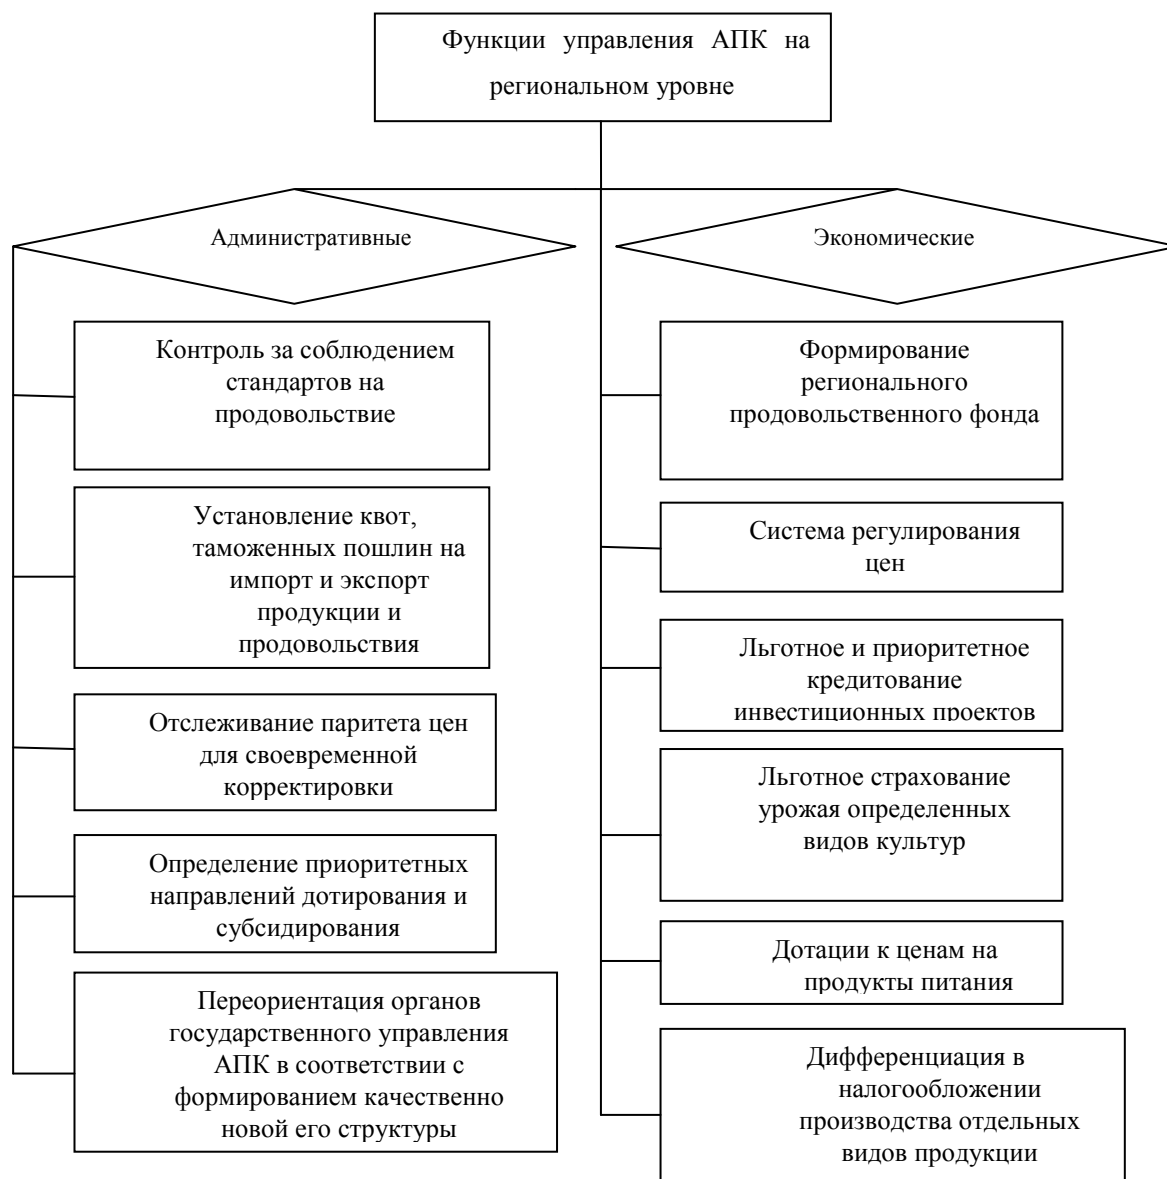 Функции управления АПК на
региональном уровне
Административные
Экономические
Контроль за соблюдением
стандартов на
продовольствие
Установление квот,
таможенных пошлин на
импорт и экспорт
продукции и
продовольствия
Отслеживание паритета цен
для своевременной
корректировки
Определение приоритетных
направлений дотирования и
субсидирования
Переориентация органов
государственного управления
АПК в соответствии с
формированием качественно
новой его структуры
Формирование
регионального
продовольственного фонда
Система регулирования
цен
Льготное и приоритетное
кредитование
инвестиционных проектов
Льготное страхование
урожая определенных
видов культур
Дотации к ценам на
продукты питания
Дифференциация в
налогообложении
производства отдельных
видов продукции